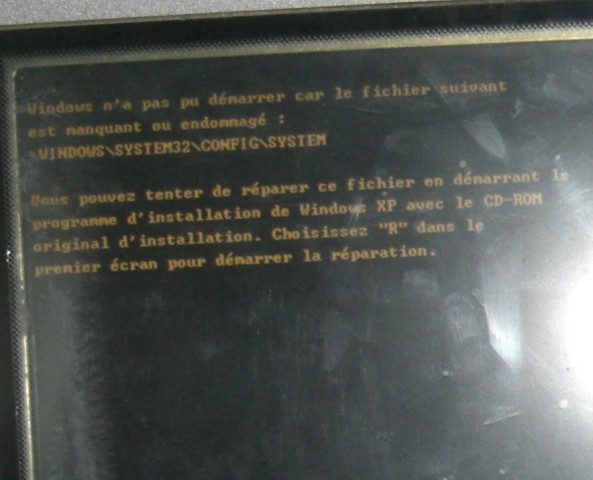 Windows n'a pas pu démarrer car le fichier suivant
est manquant ou endommagé :
\WINDOWS\SYSTEM32\CONFIG\SYSTEM
Vous pouvez tenter de réparer ce fichier en démarrant le
programme d'installation de Windows XP avec le CD-ROM
original d'installation. Choisissez "R" dans le
premier écran pour démarrer la réparation.